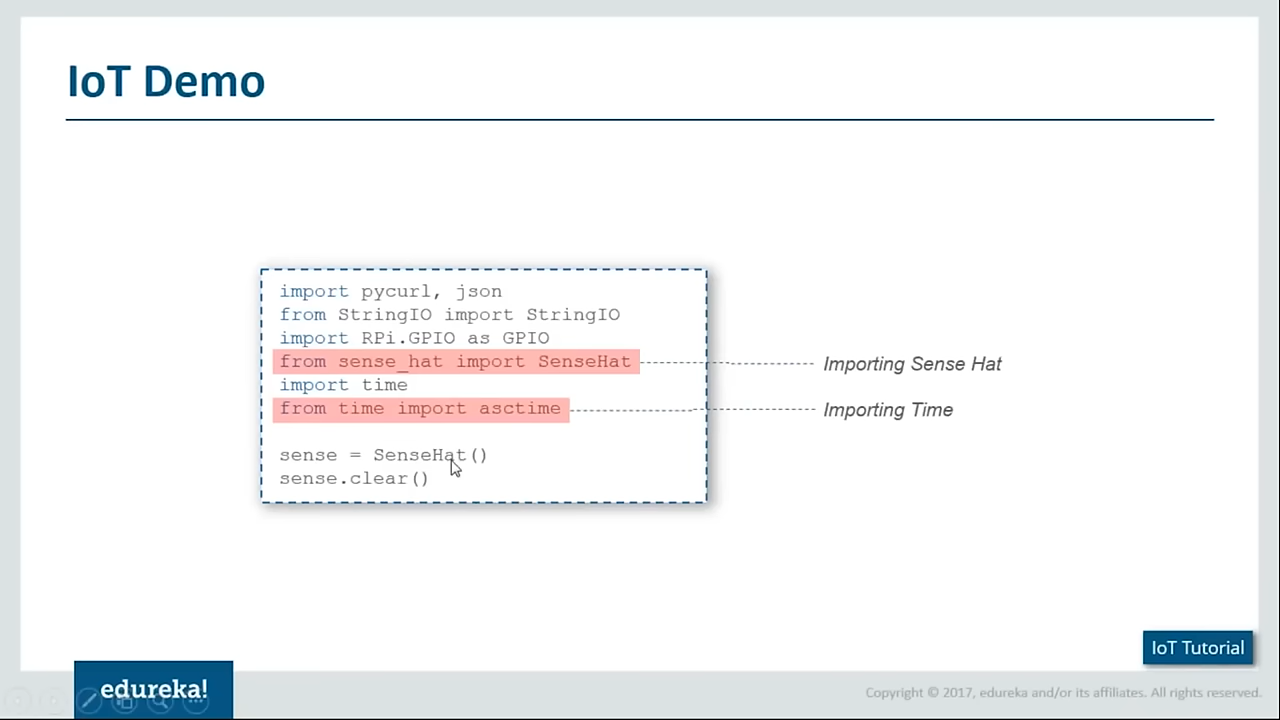 IoT Demo
import pycurl, json
from StringIO import StringIO
import RPi.GPIO as GPIO
from sense_hat import SenseHat
import time
from time import asctime
sense = SenseHat()
sense.clear()
Importing Sense Hat
Importing Time
IoT Tutorial
edureka!
Copyright © 2017, edureka and/or its affiliates. All rights reserved.